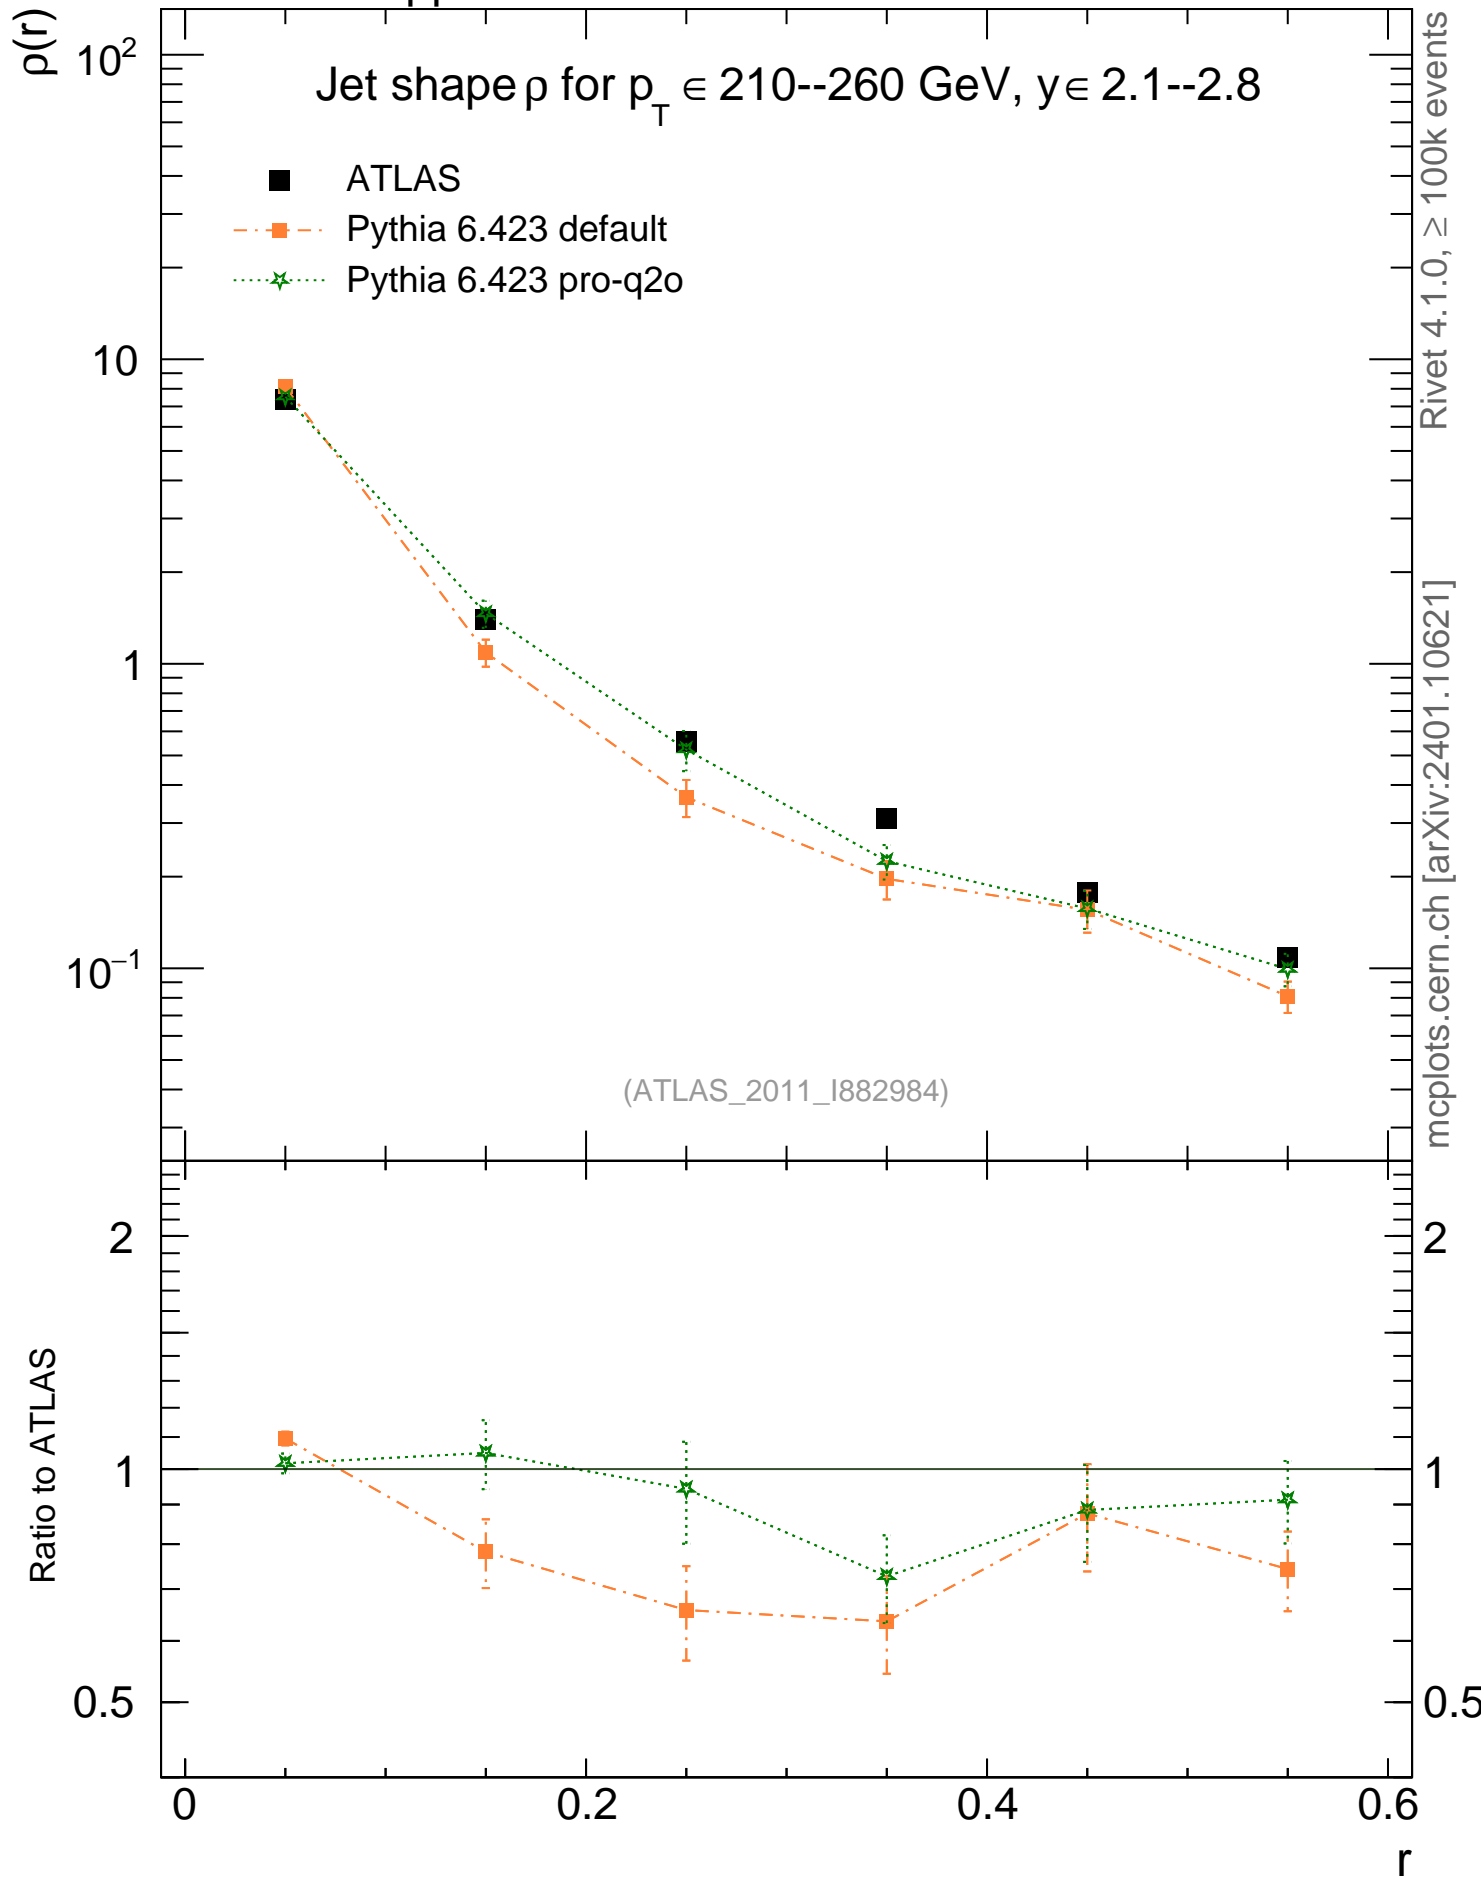 ρ(r)
Jet shape ρ for p_T ∈ 210--260 GeV, y ∈ 2.1--2.8
ATLAS
Pythia 6.423 default
Pythia 6.423 pro-q2o
10²
10
1
10⁻¹
(ATLAS_2011_I882984)
Rivet 4.1.0, ≥ 100k events
mcplots.cern.ch [arXiv:2401.10621]
Ratio to ATLAS
2
1
0.5
2
1
0.5
0
0.2
0.4
0.6
r